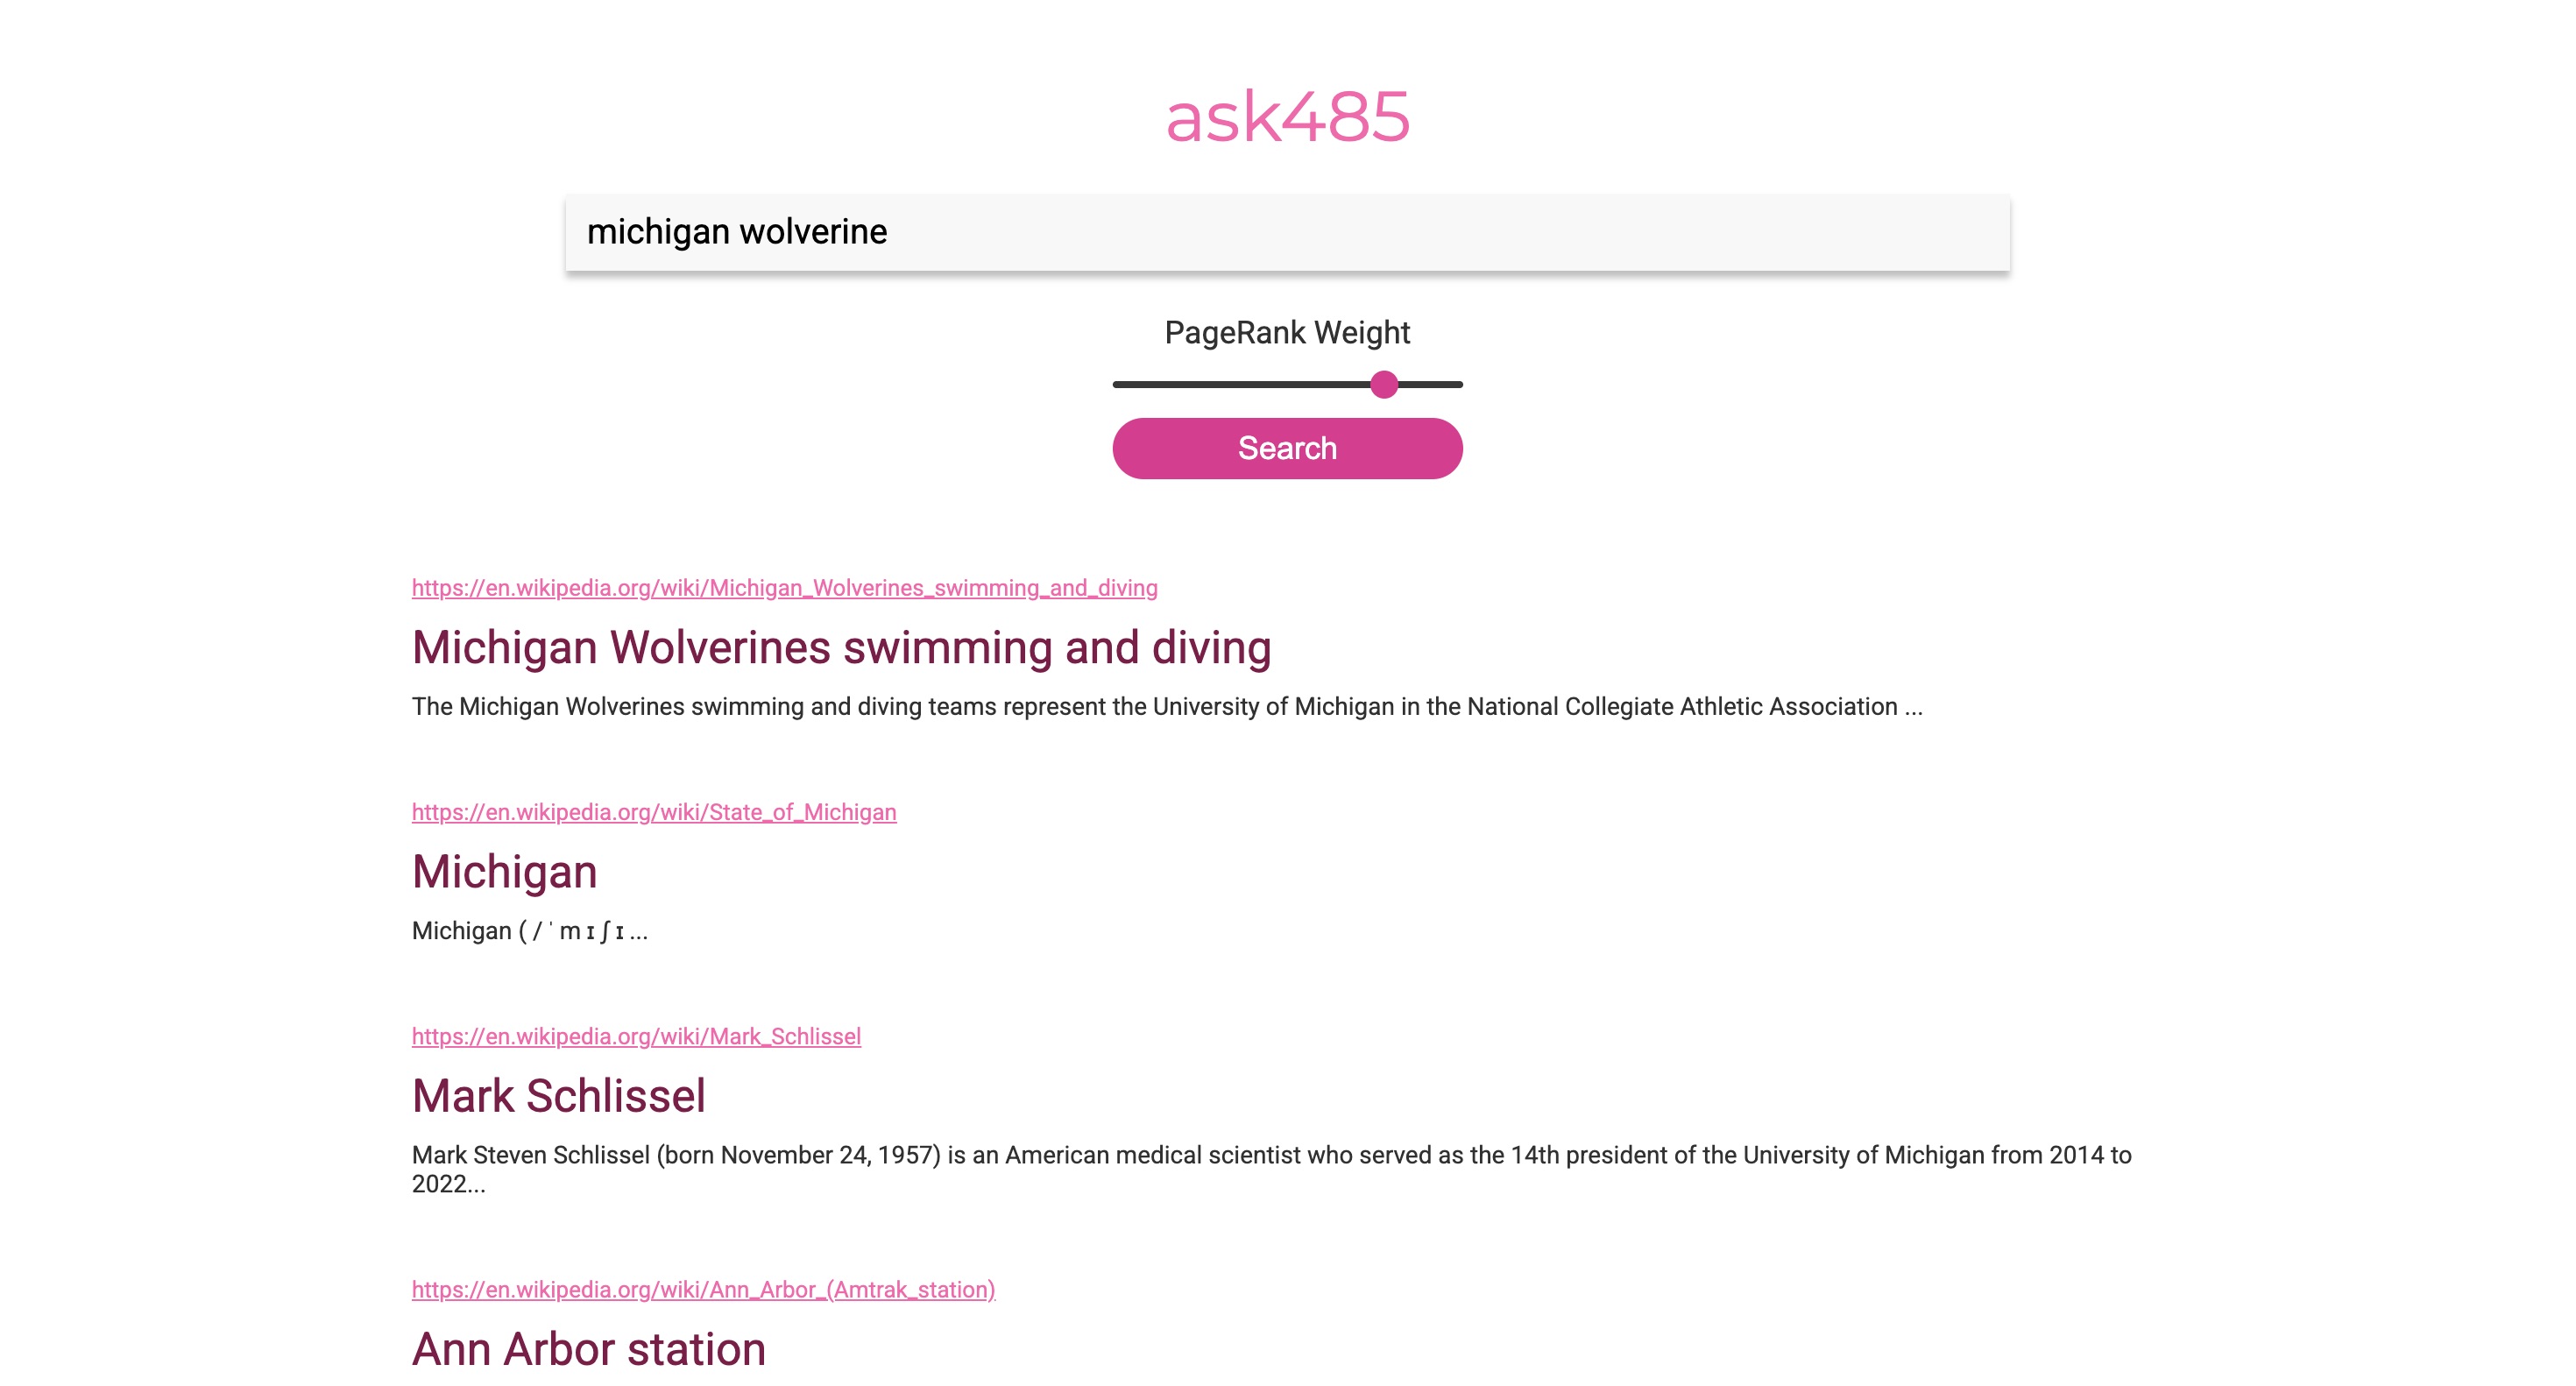 ask485
michigan wolverine
PageRank Weight
Search
https://en.wikipedia.org/wiki/Michigan_Wolverines_swimming_and_diving
Michigan Wolverines swimming and diving
The Michigan Wolverines swimming and diving teams represent the University of Michigan in the National Collegiate Athletic Association ...
https://en.wikipedia.org/wiki/State_of_Michigan
Michigan
Michigan ( / ˈ m ɪ ʃ ɪ ...
https://en.wikipedia.org/wiki/Mark_Schlissel
Mark Schlissel
Mark Steven Schlissel (born November 24, 1957) is an American medical scientist who served as the 14th president of the University of Michigan from 2014 to
2022...
https://en.wikipedia.org/wiki/Ann_Arbor_(Amtrak_station)
Ann Arbor station